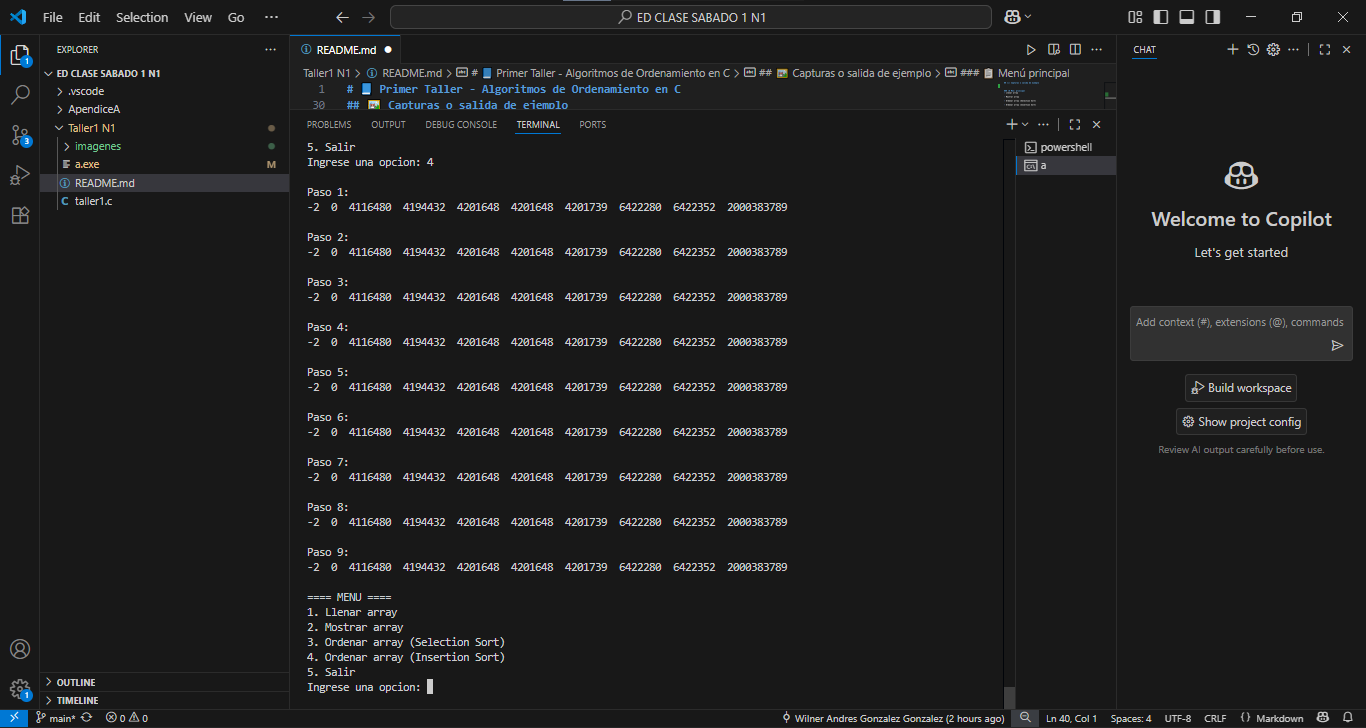 File Edit Selection View Go ··· ED CLASE SABADO 1 N1
EXPLORER ···
ED CLASE SABADO 1 N1
.vscode
ApendiceA
Taller1 N1
imagenes
a.exe M
README.md
taller1.c
OUTLINE
TIMELINE
1
3
1
README.md
Taller1 N1 > README.md > # Primer Taller - Algoritmos de Ordenamiento en C > ## Capturas o salida de ejemplo > ### Menú principal
1 # Primer Taller - Algoritmos de Ordenamiento en C
30 ## Capturas o salida de ejemplo
PROBLEMS OUTPUT DEBUG CONSOLE TERMINAL PORTS
5. Salir
Ingrese una opcion: 4
Paso 1:
-2 0 4116480 4194432 4201648 4201648 4201739 6422280 6422352 2000383789
Paso 2:
-2 0 4116480 4194432 4201648 4201648 4201739 6422280 6422352 2000383789
Paso 3:
-2 0 4116480 4194432 4201648 4201648 4201739 6422280 6422352 2000383789
Paso 4:
-2 0 4116480 4194432 4201648 4201648 4201739 6422280 6422352 2000383789
Paso 5:
-2 0 4116480 4194432 4201648 4201648 4201739 6422280 6422352 2000383789
Paso 6:
-2 0 4116480 4194432 4201648 4201648 4201739 6422280 6422352 2000383789
Paso 7:
-2 0 4116480 4194432 4201648 4201648 4201739 6422280 6422352 2000383789
Paso 8:
-2 0 4116480 4194432 4201648 4201648 4201739 6422280 6422352 2000383789
Paso 9:
-2 0 4116480 4194432 4201648 4201648 4201739 6422280 6422352 2000383789
==== MENU ====
1. Llenar array
2. Mostrar array
3. Ordenar array (Selection Sort)
4. Ordenar array (Insertion Sort)
5. Salir
Ingrese una opcion:
powershell
a
CHAT
Welcome to Copilot
Let's get started
Add context (#), extensions (@), commands
Build workspace
Show project config
Review AI output carefully before use.
main* 0 0 Wilner Andres Gonzalez Gonzalez (2 hours ago) Ln 40, Col 1 Spaces: 4 UTF-8 CRLF {} Markdown